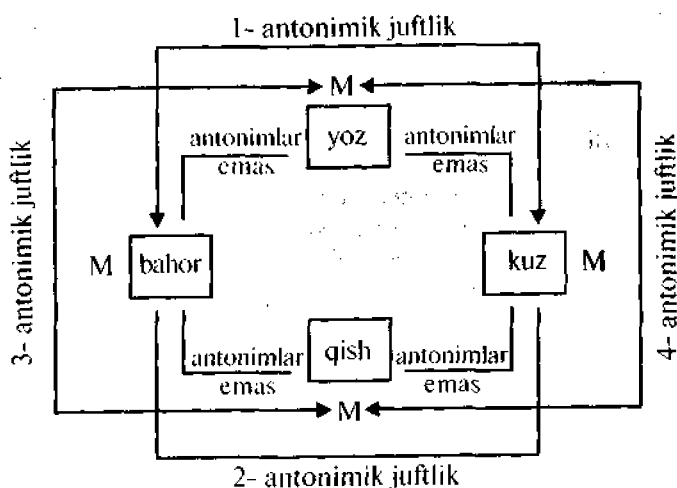 1- antonimik juftlik
M
yoz
antonimlar
emas
antonimlar
emas
3- antonimik juftlik
M
bahor
kuz
M
4- antonimik juftlik
qish
antonimlar
emas
antonimlar
emas
M
2- antonimik juftlik